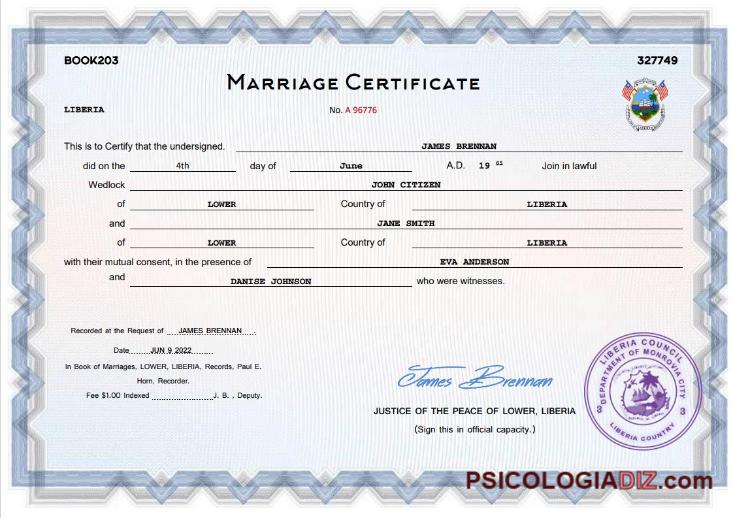 BOOK203
327749
MARRIAGE CERTIFICATE
LIBERIA
No. A 96776
This is to Certify that the undersigned. JAMES BRENNAN
did on the 4th day of June A.D. 19 65 Join in lawful
Wedlock JOHN CITIZEN
of LOWER Country of LIBERIA
and JANE SMITH
of LOWER Country of LIBERIA
with their mutual consent, in the presence of EVA ANDERSON
and DANISE JOHNSON who were witnesses.
Recorded at the Request of JAMES BRENNAN.
Date JUN 9 2022
In Book of Marriages, LOWER, LIBERIA, Records, Paul E.
Horn. Recorder.
Fee $1.00 Indexed J. B. , Deputy.
James Brennan
JUSTICE OF THE PEACE OF LOWER, LIBERIA
(Sign this in official capacity.)
LIBERIA COUNCIL
DEPARTMENT OF MONROVIA CITY
3 3
LIBERIA COUNTRY
PSICOLOGIADIZ.com